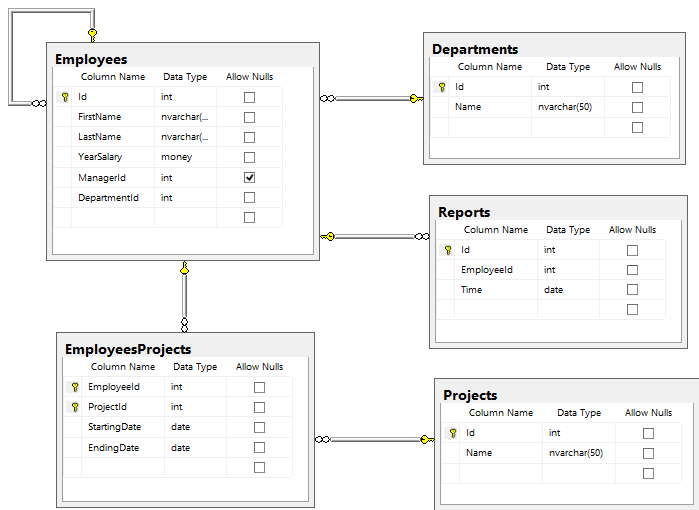 Employees
Column Name Data Type Allow Nulls
Id int
FirstName nvarchar(...
LastName nvarchar(...
YearSalary money
ManagerId int
DepartmentId int
Departments
Column Name Data Type Allow Nulls
Id int
Name nvarchar(50)
Reports
Column Name Data Type Allow Nulls
Id int
EmployeeId int
Time date
EmployeesProjects
Column Name Data Type Allow Nulls
EmployeeId int
ProjectId int
StartingDate date
EndingDate date
Projects
Column Name Data Type Allow Nulls
Id int
Name nvarchar(50)